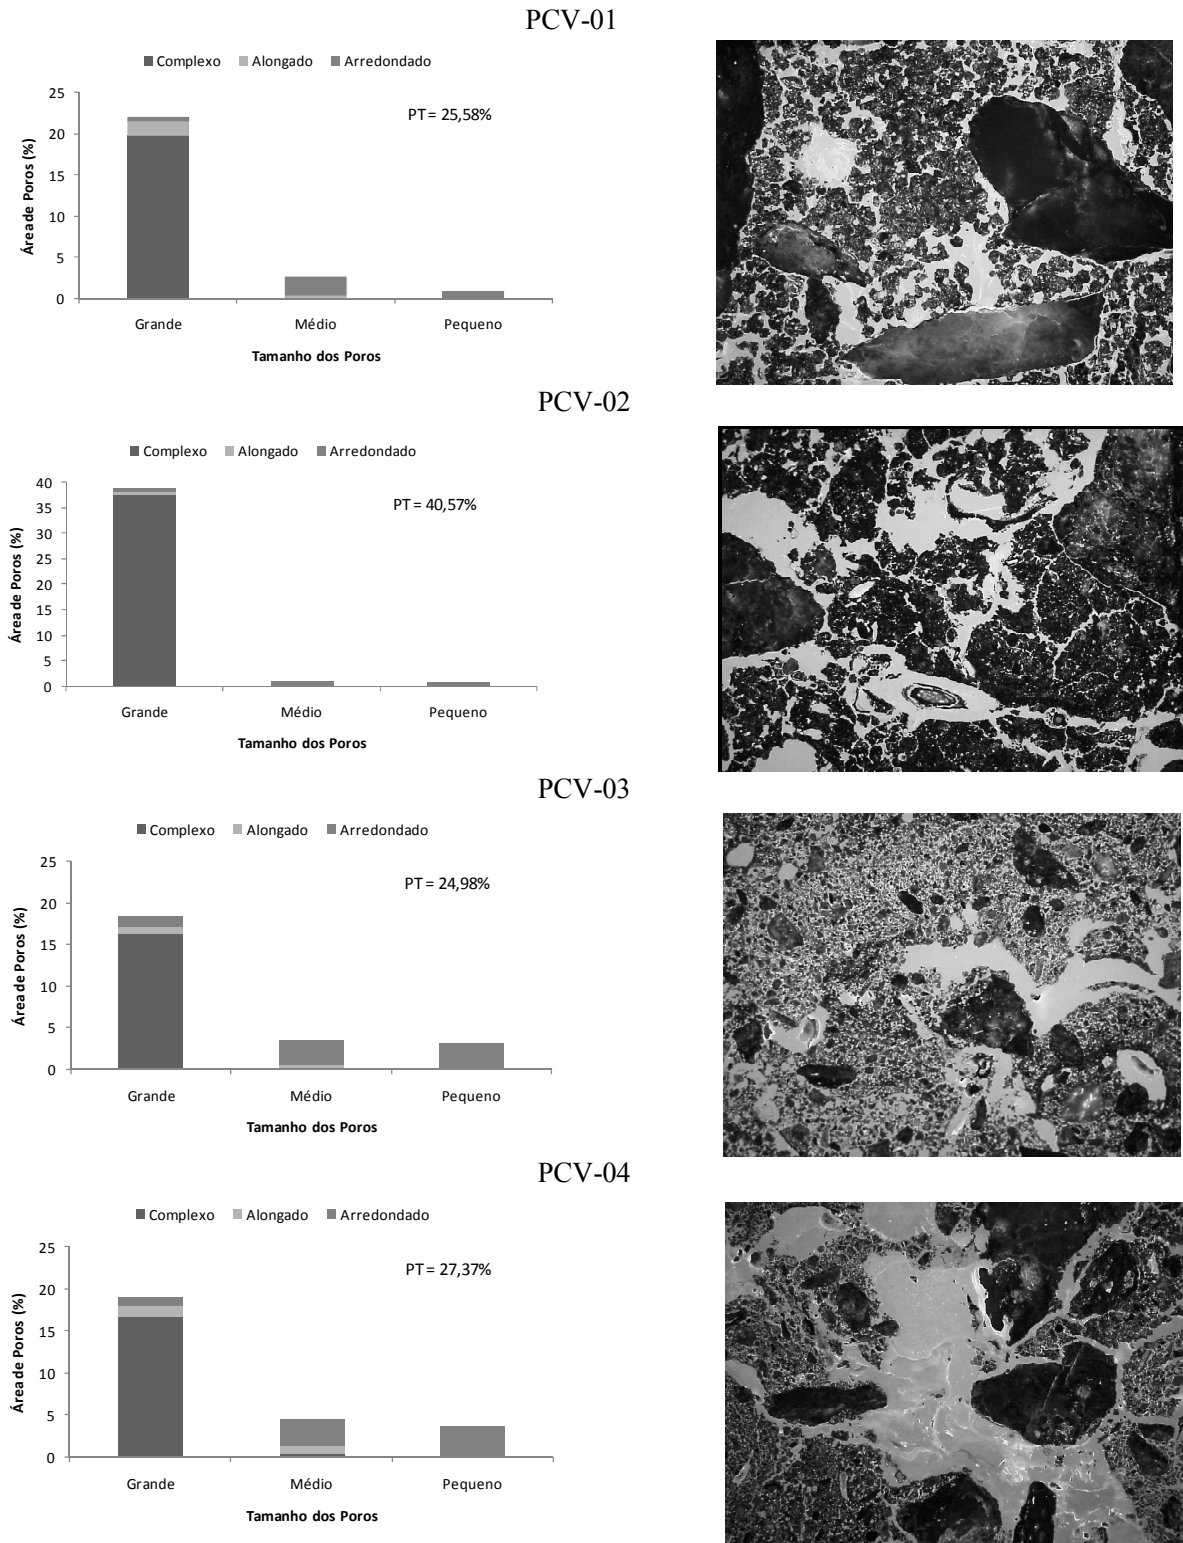 PCV-01
Complexo Alongado Arredondado
PT = 25,58%
Área de Poros (%)
25
20
15
10
5
0
Grande Médio Pequeno
Tamanho dos Poros
PCV-02
Complexo Alongado Arredondado
PT = 40,57%
Área de Poros (%)
40
35
30
25
20
15
10
5
0
Grande Médio Pequeno
Tamanho dos Poros
PCV-03
Complexo Alongado Arredondado
PT = 24,98%
Área de Poros (%)
25
20
15
10
5
0
Grande Médio Pequeno
Tamanho dos Poros
PCV-04
Complexo Alongado Arredondado
PT = 27,37%
Área de Poros (%)
25
20
15
10
5
0
Grande Médio Pequeno
Tamanho dos Poros